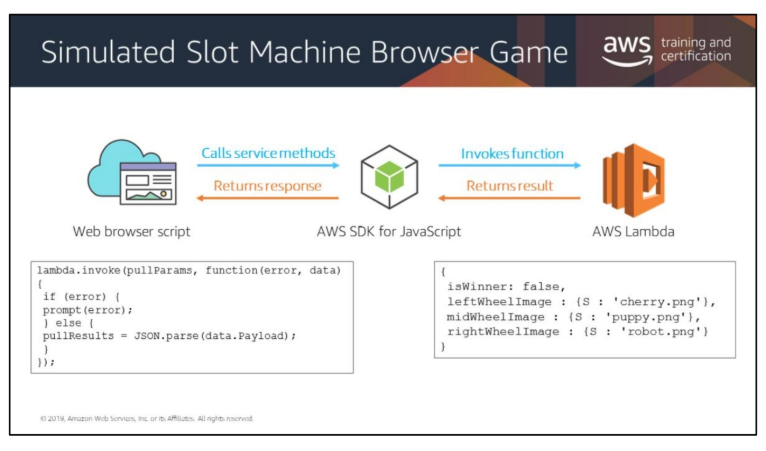 Simulated Slot Machine Browser Game
aws training and
certification
Calls service methods
Returns response
Invokes function
Returns result
Web browser script
AWS SDK for JavaScript
AWS Lambda
lambda.invoke(pullParams, function(error, data)
{
if (error) {
prompt(error);
} else {
pullResults = JSON.parse(data.Payload);
}
});
{
isWinner: false,
leftWheelImage : {S : 'cherry.png'},
midWheelImage : {S : 'puppy.png'},
rightWheelImage : {S : 'robot.png'}
}
© 2019, Amazon Web Services, Inc. or its Affiliates. All rights reserved.